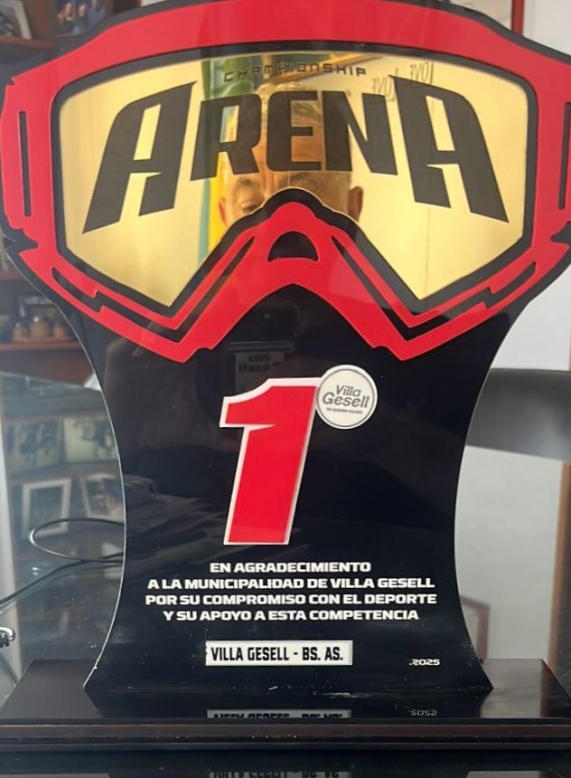 CHAMPIONSHIP
ARENA
1
Villa
Gesell
EN AGRADECIMIENTO
A LA MUNICIPALIDAD DE VILLA GESELL
POR SU COMPROMISO CON EL DEPORTE
Y SU APOYO A ESTA COMPETENCIA
VILLA GESELL - BS. AS.
.2025